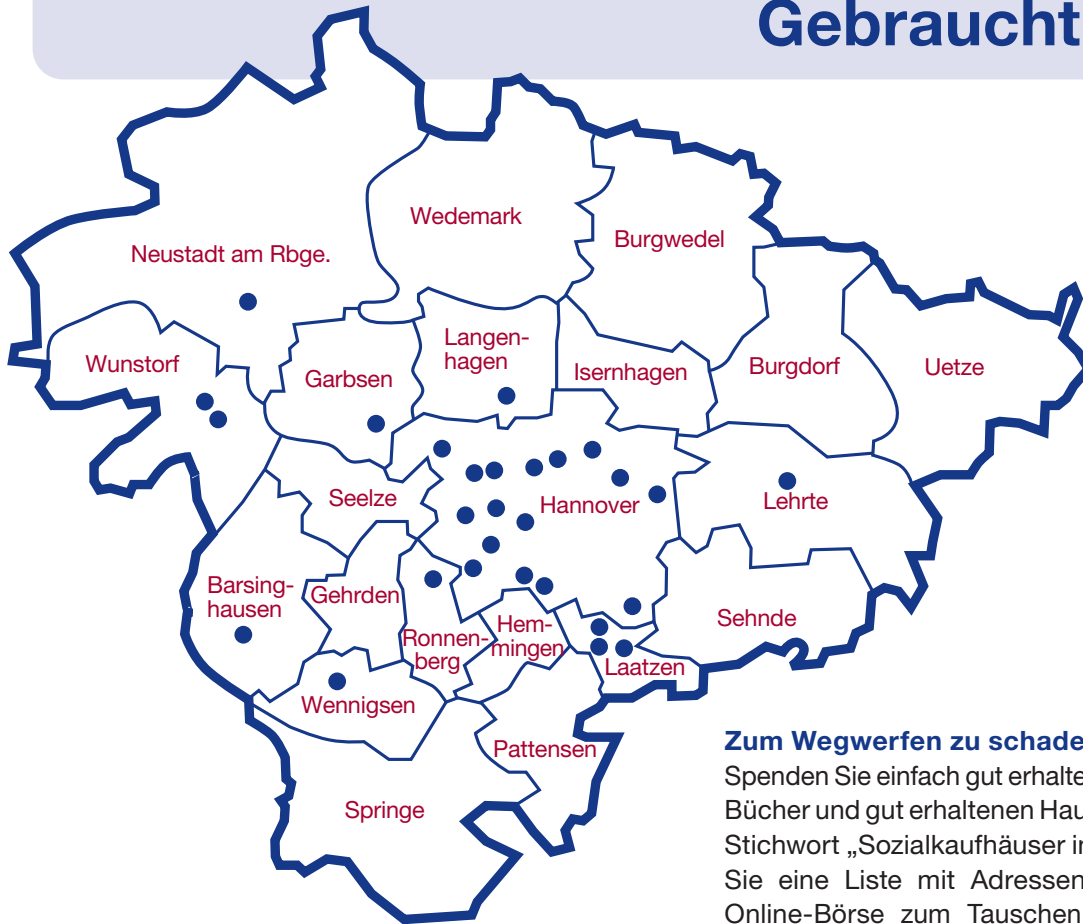 Gebraucht
Wedemark
Burgwedel
Neustadt am Rbge.
Langen-
hagen
Wunstorf
Garbsen
Isernhagen
Burgdorf
Uetze
Seelze
Hannover
Lehrte
Barsing-
hausen
Gehrden
Ronnen-
berg
Hem-
mingen
Sehnde
Laatzen
Wennigsen
Pattensen
Springe
Zum Wegwerfen zu schade
Spenden Sie einfach gut erhalte
Bücher und gut erhaltenen Hau
Stichwort „Sozialkaufhäuser i
Sie eine Liste mit Adressen
Online-Börse zum Tauschen